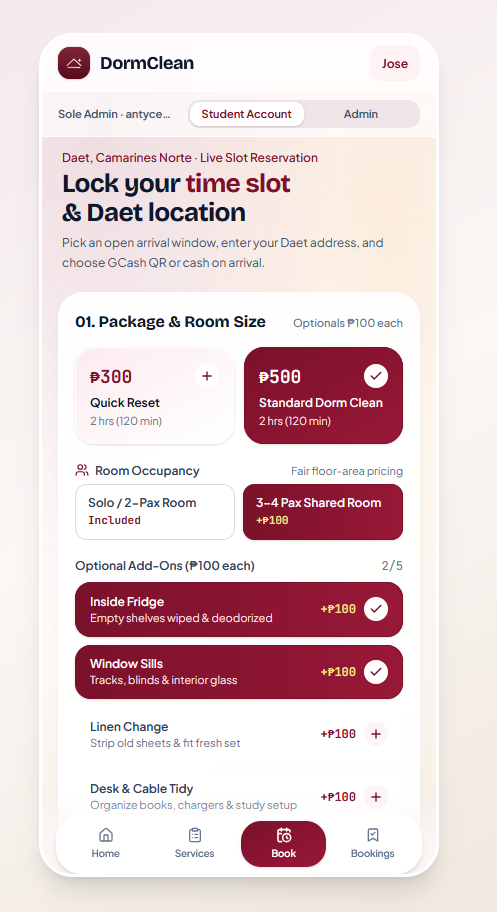 DormClean
Jose
Sole Admin · antyce...
Student Account
Admin
Daet, Camarines Norte · Live Slot Reservation
Lock your time slot
& Daet location
Pick an open arrival window, enter your Daet address, and
choose GCash QR or cash on arrival.
01. Package & Room Size
Optionals ₱100 each
₱300
Quick Reset
2 hrs (120 min)
₱500
Standard Dorm Clean
2 hrs (120 min)
Room Occupancy
Fair floor-area pricing
Solo / 2-Pax Room
Included
3-4 Pax Shared Room
+₱100
Optional Add-Ons (₱100 each)
2/5
Inside Fridge
Empty shelves wiped & deodorized
+₱100
Window Sills
Tracks, blinds & interior glass
+₱100
Linen Change
Strip old sheets & fit fresh set
+₱100
Desk & Cable Tidy
Organize books, chargers & study setup
+₱100
Home
Services
Book
Bookings